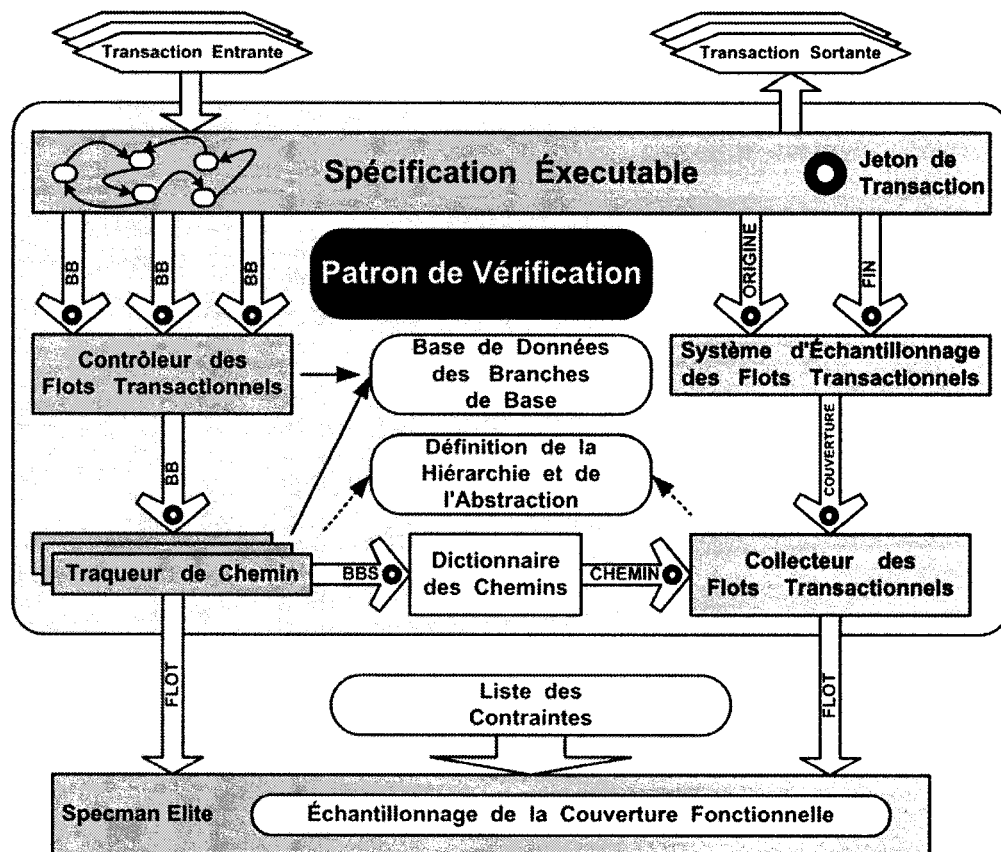 Transaction Entrante
Transaction Sortante
Spécification Éxecutable
Jeton de
Transaction
BB
BB
BB
ORIGINE
FIN
Patron de Vérification
Contrôleur des
Flots Transactionnels
Base de Données
des Branches
de Base
Système d'Échantillonnage
des Flots Transactionnels
BB
COUVERTURE
Définition de la
Hiérarchie et de
l'Abstraction
Traqueur de Chemin
BBS
Dictionnaire
des Chemins
CHEMIN
Collecteur des
Flots Transactionnels
FLOT
FLOT
Liste des
Contraintes
Specman Elite
Échantillonnage de la Couverture Fonctionnelle